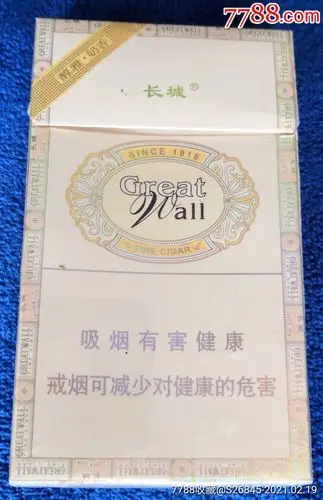 7788.com
醇雅·奶香
长城®
SINCE 1918
Great
Wall
FINE CIGAR
吸烟有害健康
戒烟可减少对健康的危害
GREATWALL
7788收藏@S26845 2021.02.19